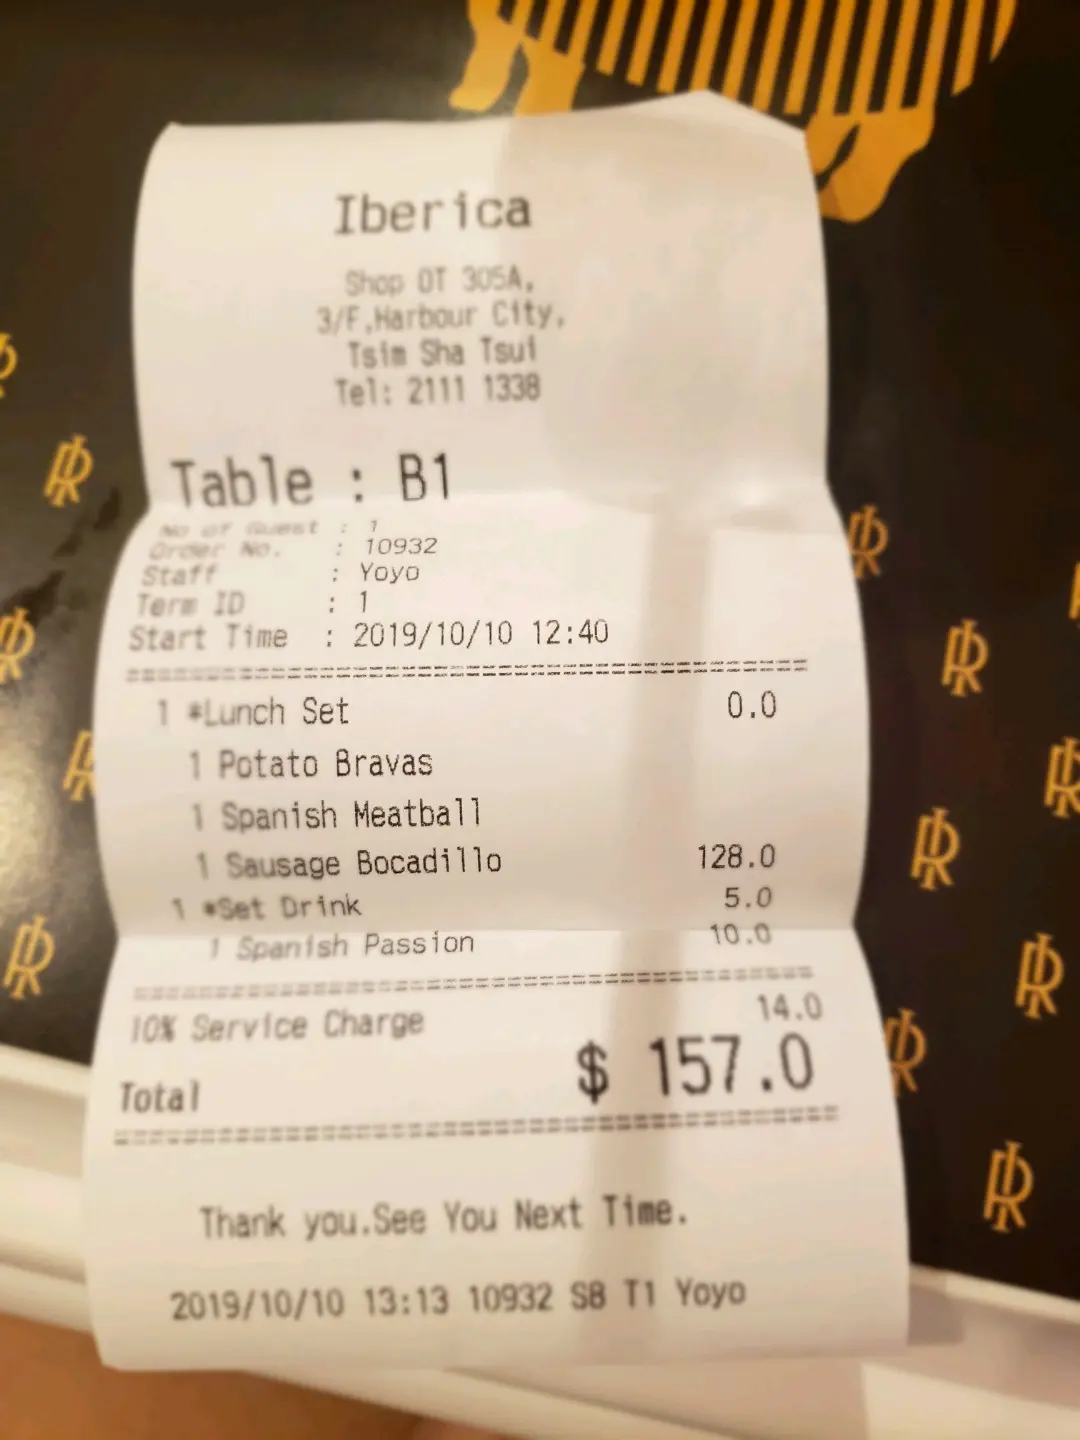 Iberica
Shop OT 305A,
3/F,Harbour City,
Tsim Sha Tsui
Tel: 2111 1338
Table : B1
No of Guest : 1
Order No. : 10932
Staff : Yoyo
Term ID : 1
Start Time : 2019/10/10 12:40
1 *Lunch Set 0.0
1 Potato Bravas
1 Spanish Meatball
1 Sausage Bocadillo 128.0
1 *Set Drink 5.0
1 Spanish Passion 10.0
10% Service Charge 14.0
Total $ 157.0
Thank you.See You Next Time.
2019/10/10 13:13 10932 S8 T1 Yoyo